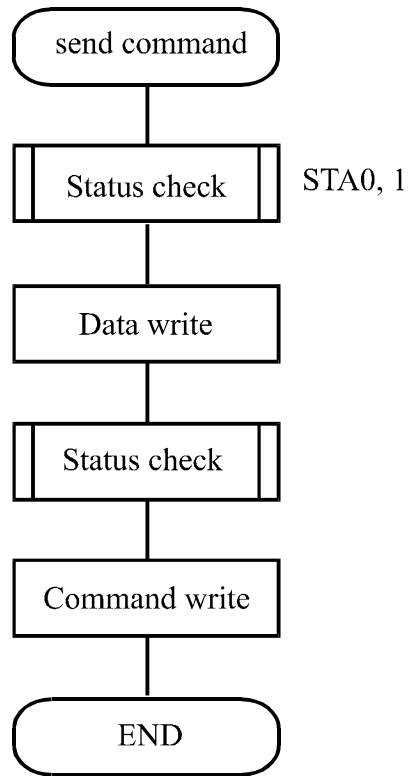 send command
Status check
STA0, 1
Data write
Status check
Command write
END